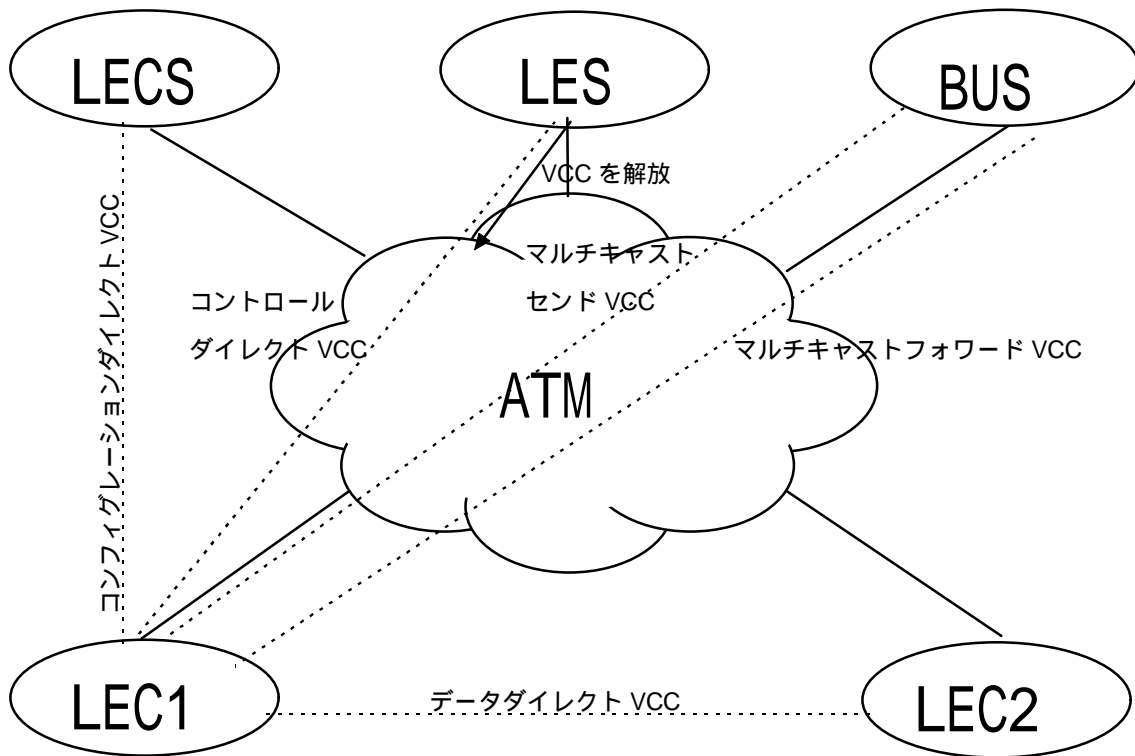 LECS
LES
BUS
VCC を解放
コンフィグレーションダイレクト VCC
コントロール
ダイレクト VCC
マルチキャスト
センド VCC
マルチキャストフォワード VCC
ATM
データダイレクト VCC
LEC1
LEC2